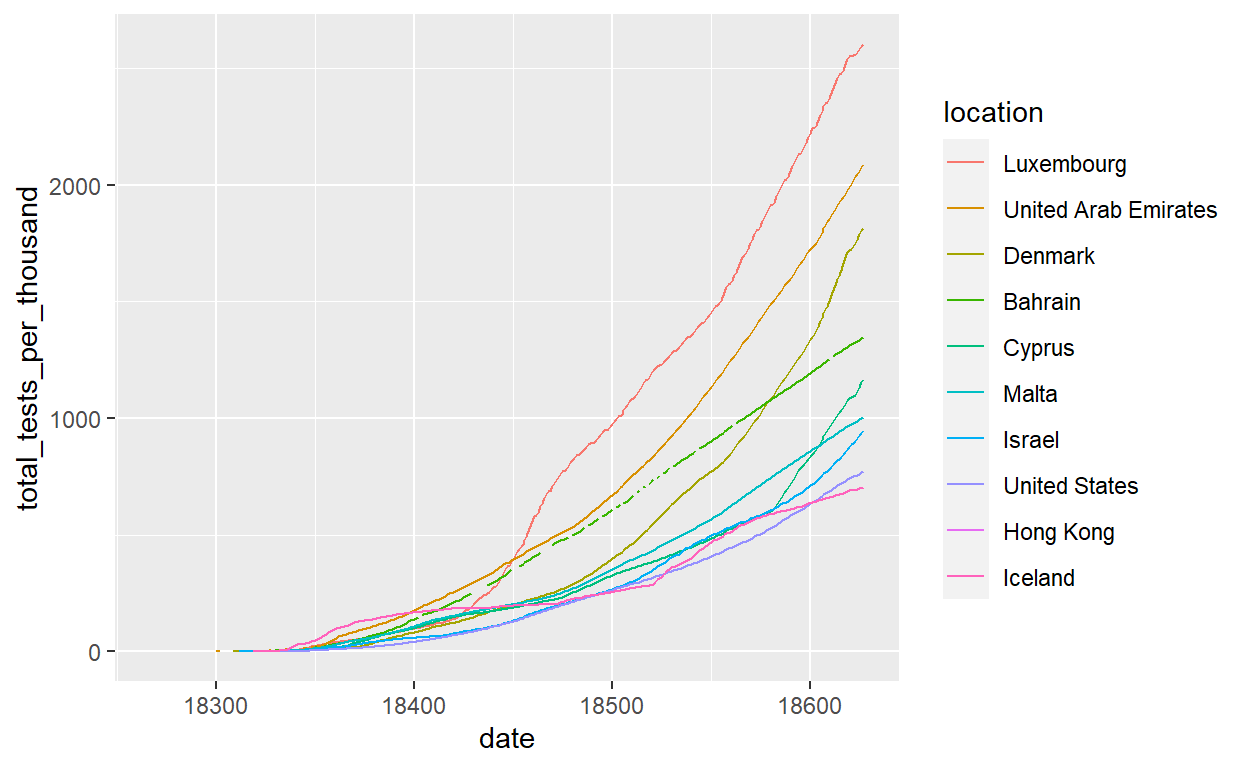 total_tests_per_thousand
2000
1000
0
18300
18400
18500
18600
date
location
Luxembourg
United Arab Emirates
Denmark
Bahrain
Cyprus
Malta
Israel
United States
Hong Kong
Iceland